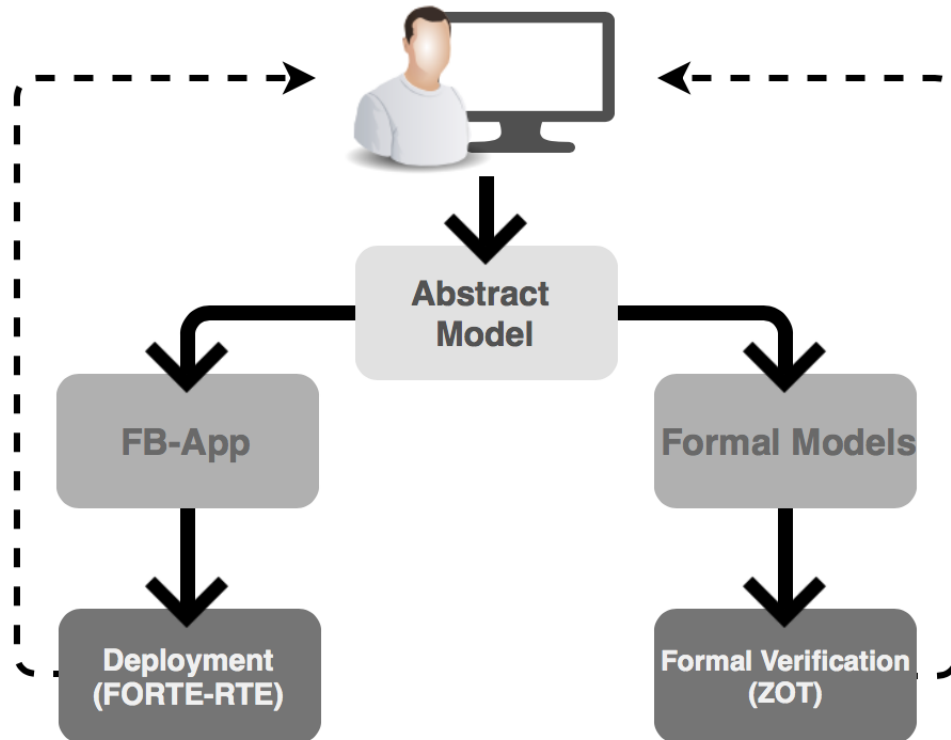 Abstract
Model
FB-App
Formal Models
Deployment
(FORTE-RTE)
Formal Verification
(ZOT)